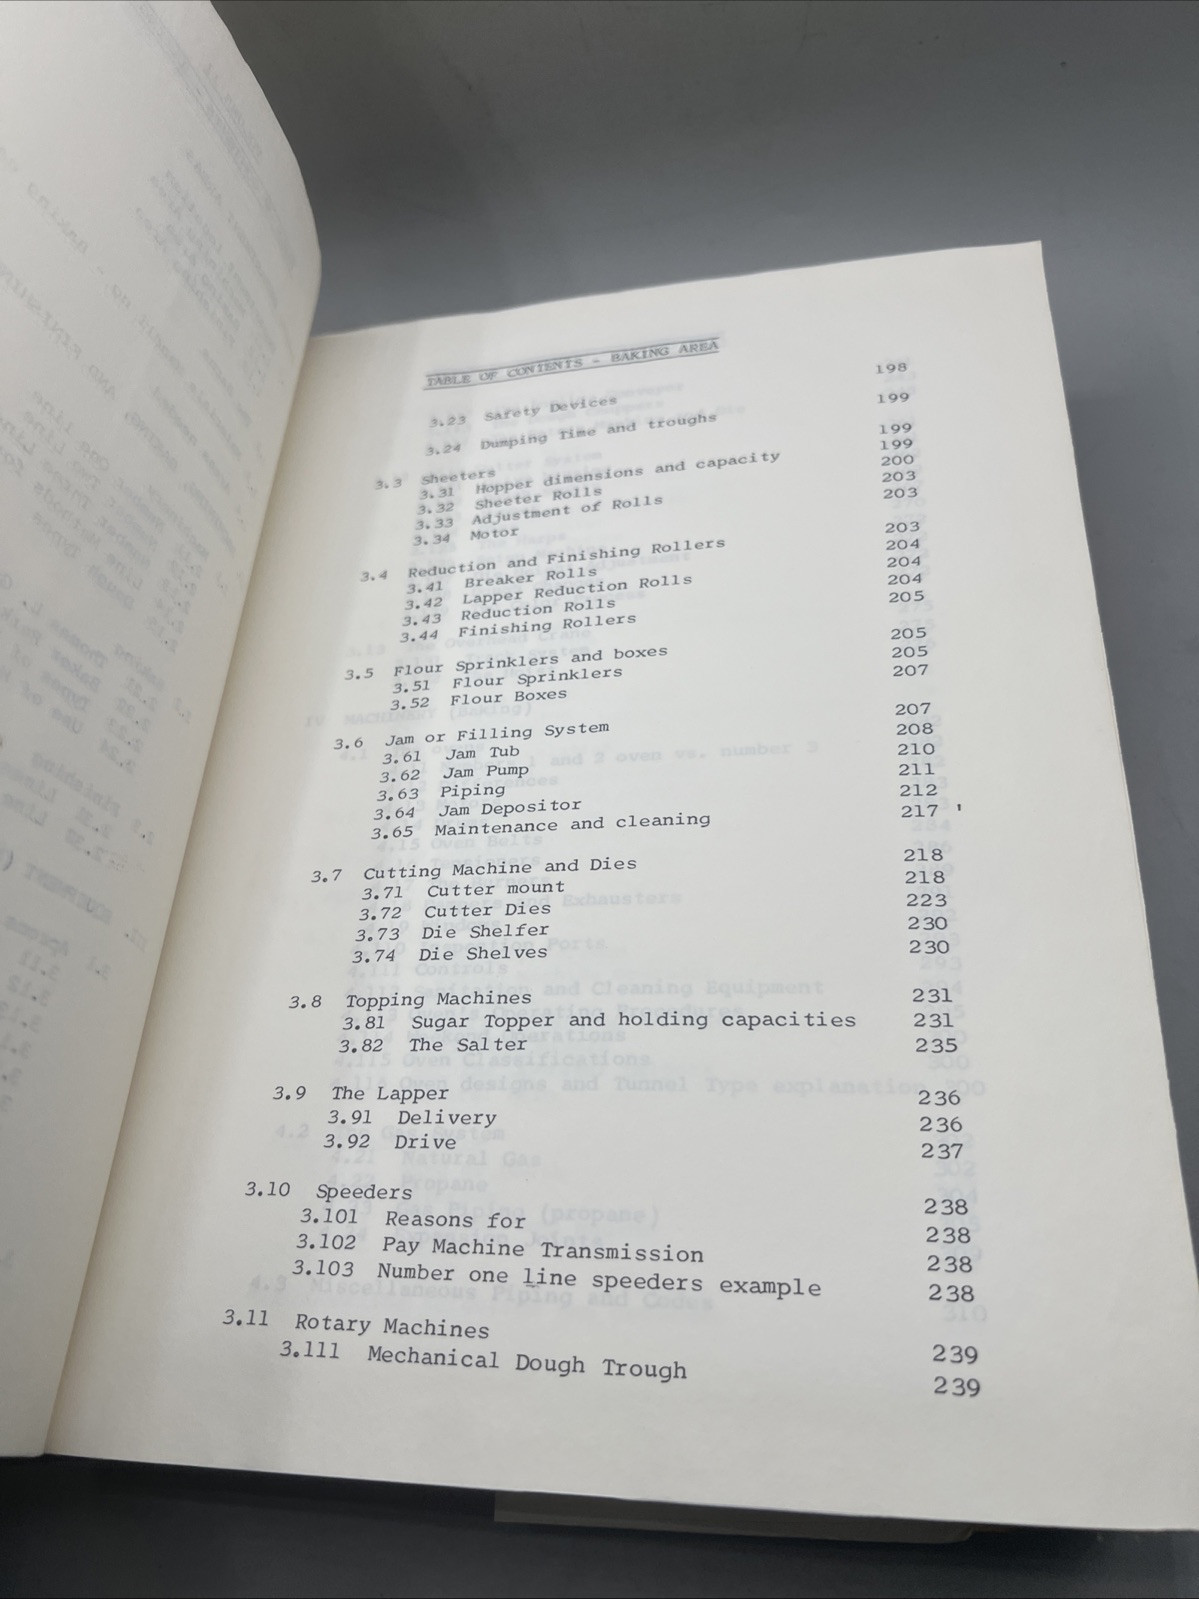 TABLE OF CONTENTS - BAKING AREA
3.23 Safety Devices 198
3.24 Dumping Time and troughs 199
3.3 Sheeters 199
3.31 Hopper dimensions and capacity 199
3.32 Sheeter Rolls 200
3.33 Adjustment of Rolls 203
3.34 Motor 203
3.4 Reduction and Finishing Rollers 203
3.41 Breaker Rolls 204
3.42 Lapper Reduction Rolls 204
3.43 Reduction Rolls 204
3.44 Finishing Rollers 205
3.5 Flour Sprinklers and boxes 205
3.51 Flour Sprinklers 205
3.52 Flour Boxes 207
3.6 Jam or Filling System 207
3.61 Jam Tub 208
3.62 Jam Pump 210
3.63 Piping 211
3.64 Jam Depositor 212
3.65 Maintenance and cleaning 217
3.7 Cutting Machine and Dies 218
3.71 Cutter mount 218
3.72 Cutter Dies 223
3.73 Die Shelfer 230
3.74 Die Shelves 230
3.8 Topping Machines 231
3.81 Sugar Topper and holding capacities 231
3.82 The Salter 235
3.9 The Lapper 236
3.91 Delivery 236
3.92 Drive 237
3.10 Speeders 238
3.101 Reasons for 238
3.102 Pay Machine Transmission 238
3.103 Number one line speeders example 238
3.11 Rotary Machines 239
3.111 Mechanical Dough Trough 239